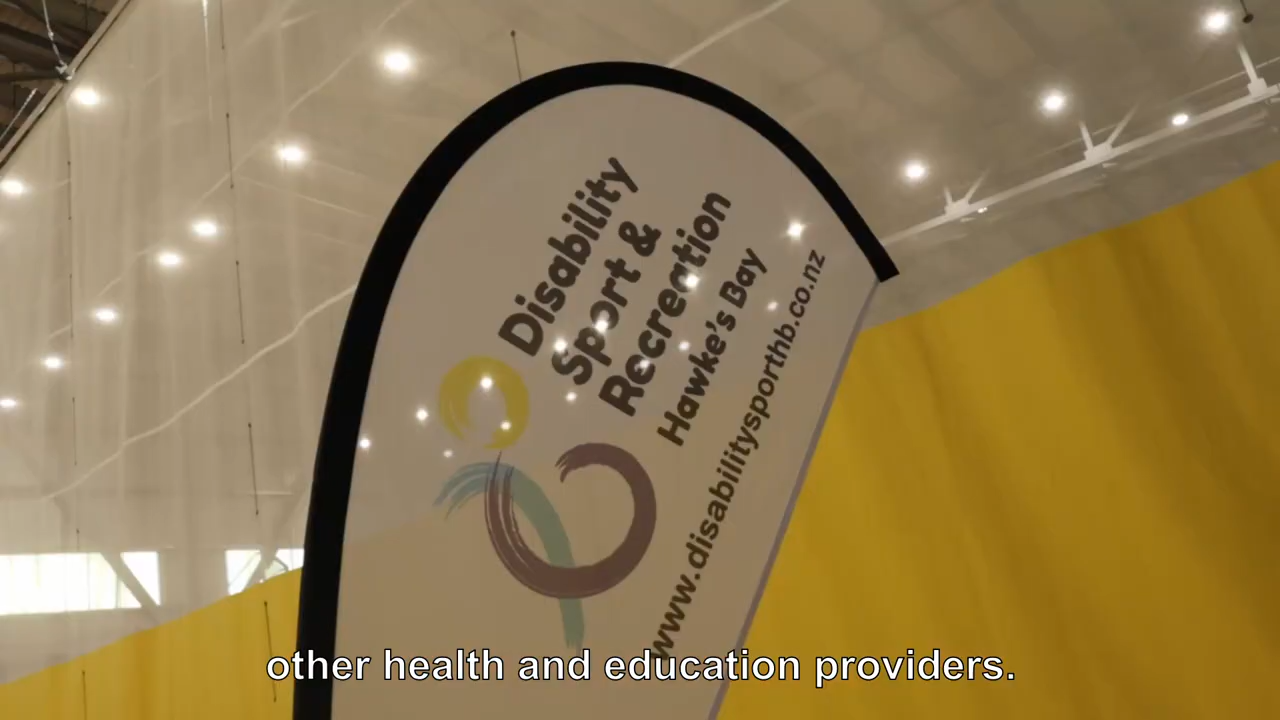 Disability
Sport &
Recreation
Hawke's Bay
www.disabilitysporthb.co.nz
other health and education providers.